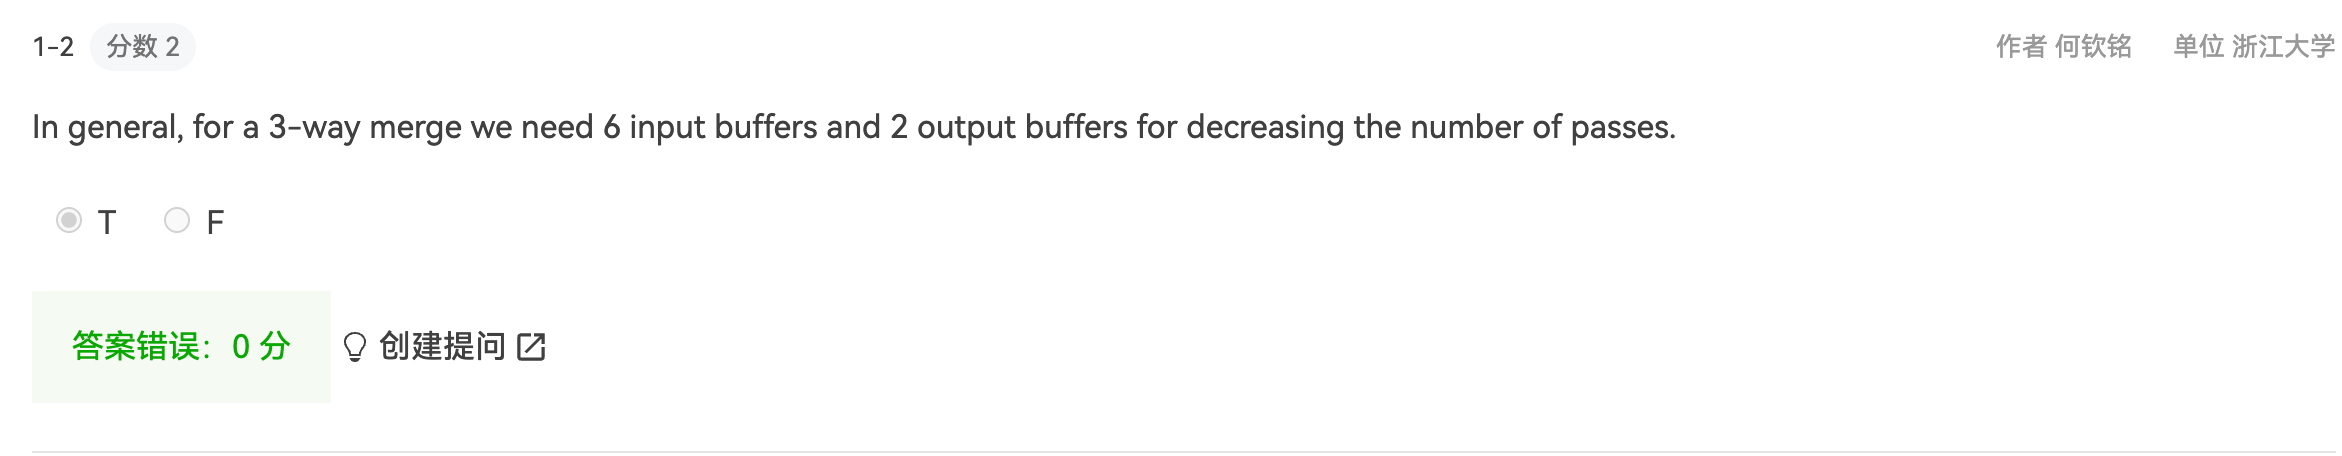 1-2 分数 2 作者 何钦铭 单位 浙江大学
In general, for a 3-way merge we need 6 input buffers and 2 output buffers for decreasing the number of passes.
T F
答案错误：0 分 创建提问